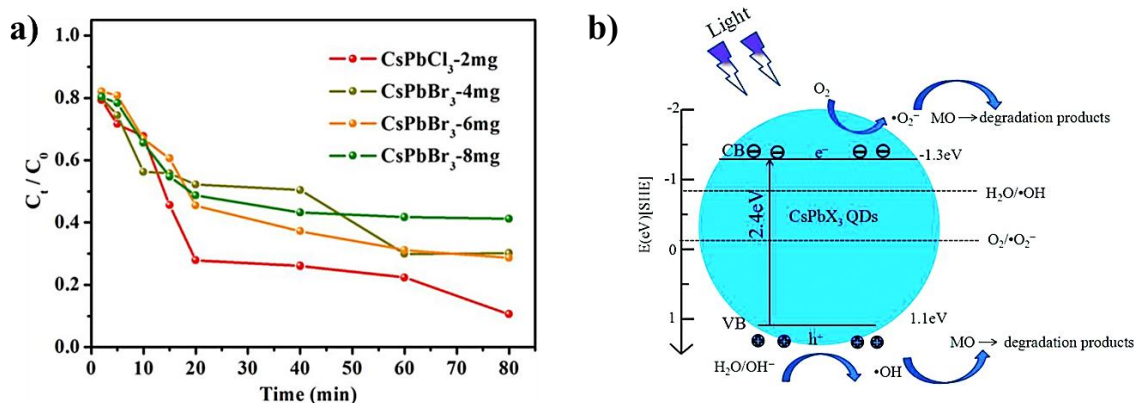 a)
C_t / C_0
1.0
0.8
0.6
0.4
0.2
0.0
CsPbCl₃-2mg
CsPbBr₃-4mg
CsPbBr₃-6mg
CsPbBr₃-8mg
0 10 20 30 40 50 60 70 80
Time (min)
b)
Light
O₂
•O₂⁻
MO → degradation products
E(eV)[SHE]
-2
-1
0
1
CB
e⁻
-1.3eV
H₂O/•OH
2.4eV
CsPbX₃ QDs
O₂/•O₂⁻
VB
h⁺
1.1eV
H₂O/OH⁻
•OH
MO → degradation products